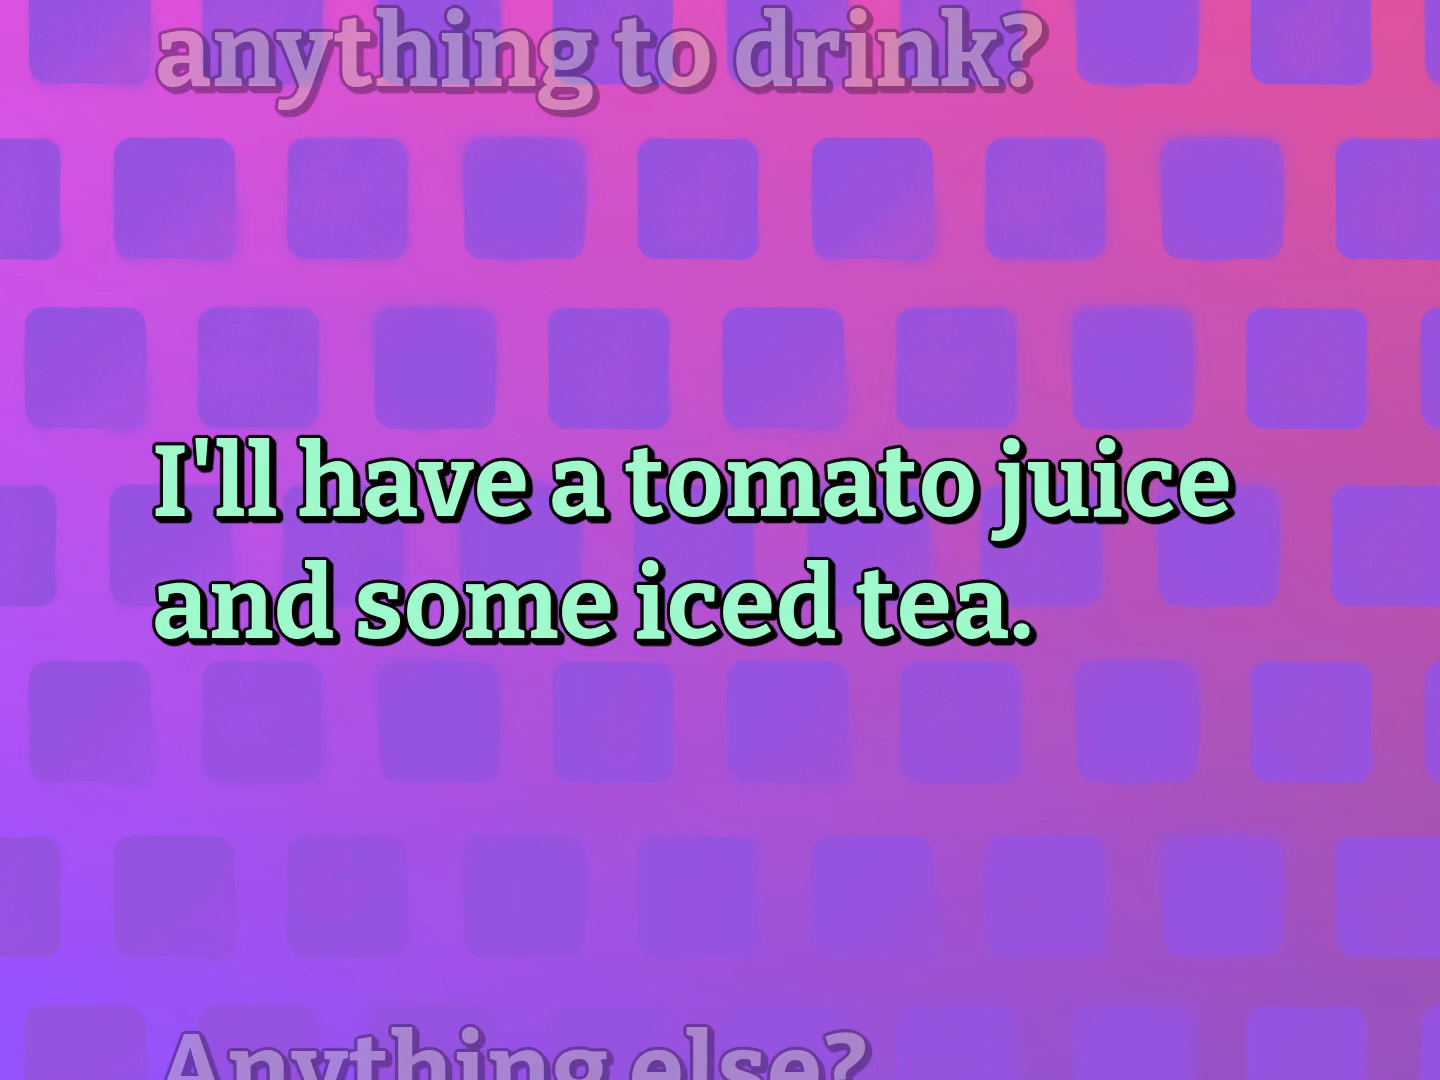 anything to drink?
I'll have a tomato juice
and some iced tea.
Anything else?